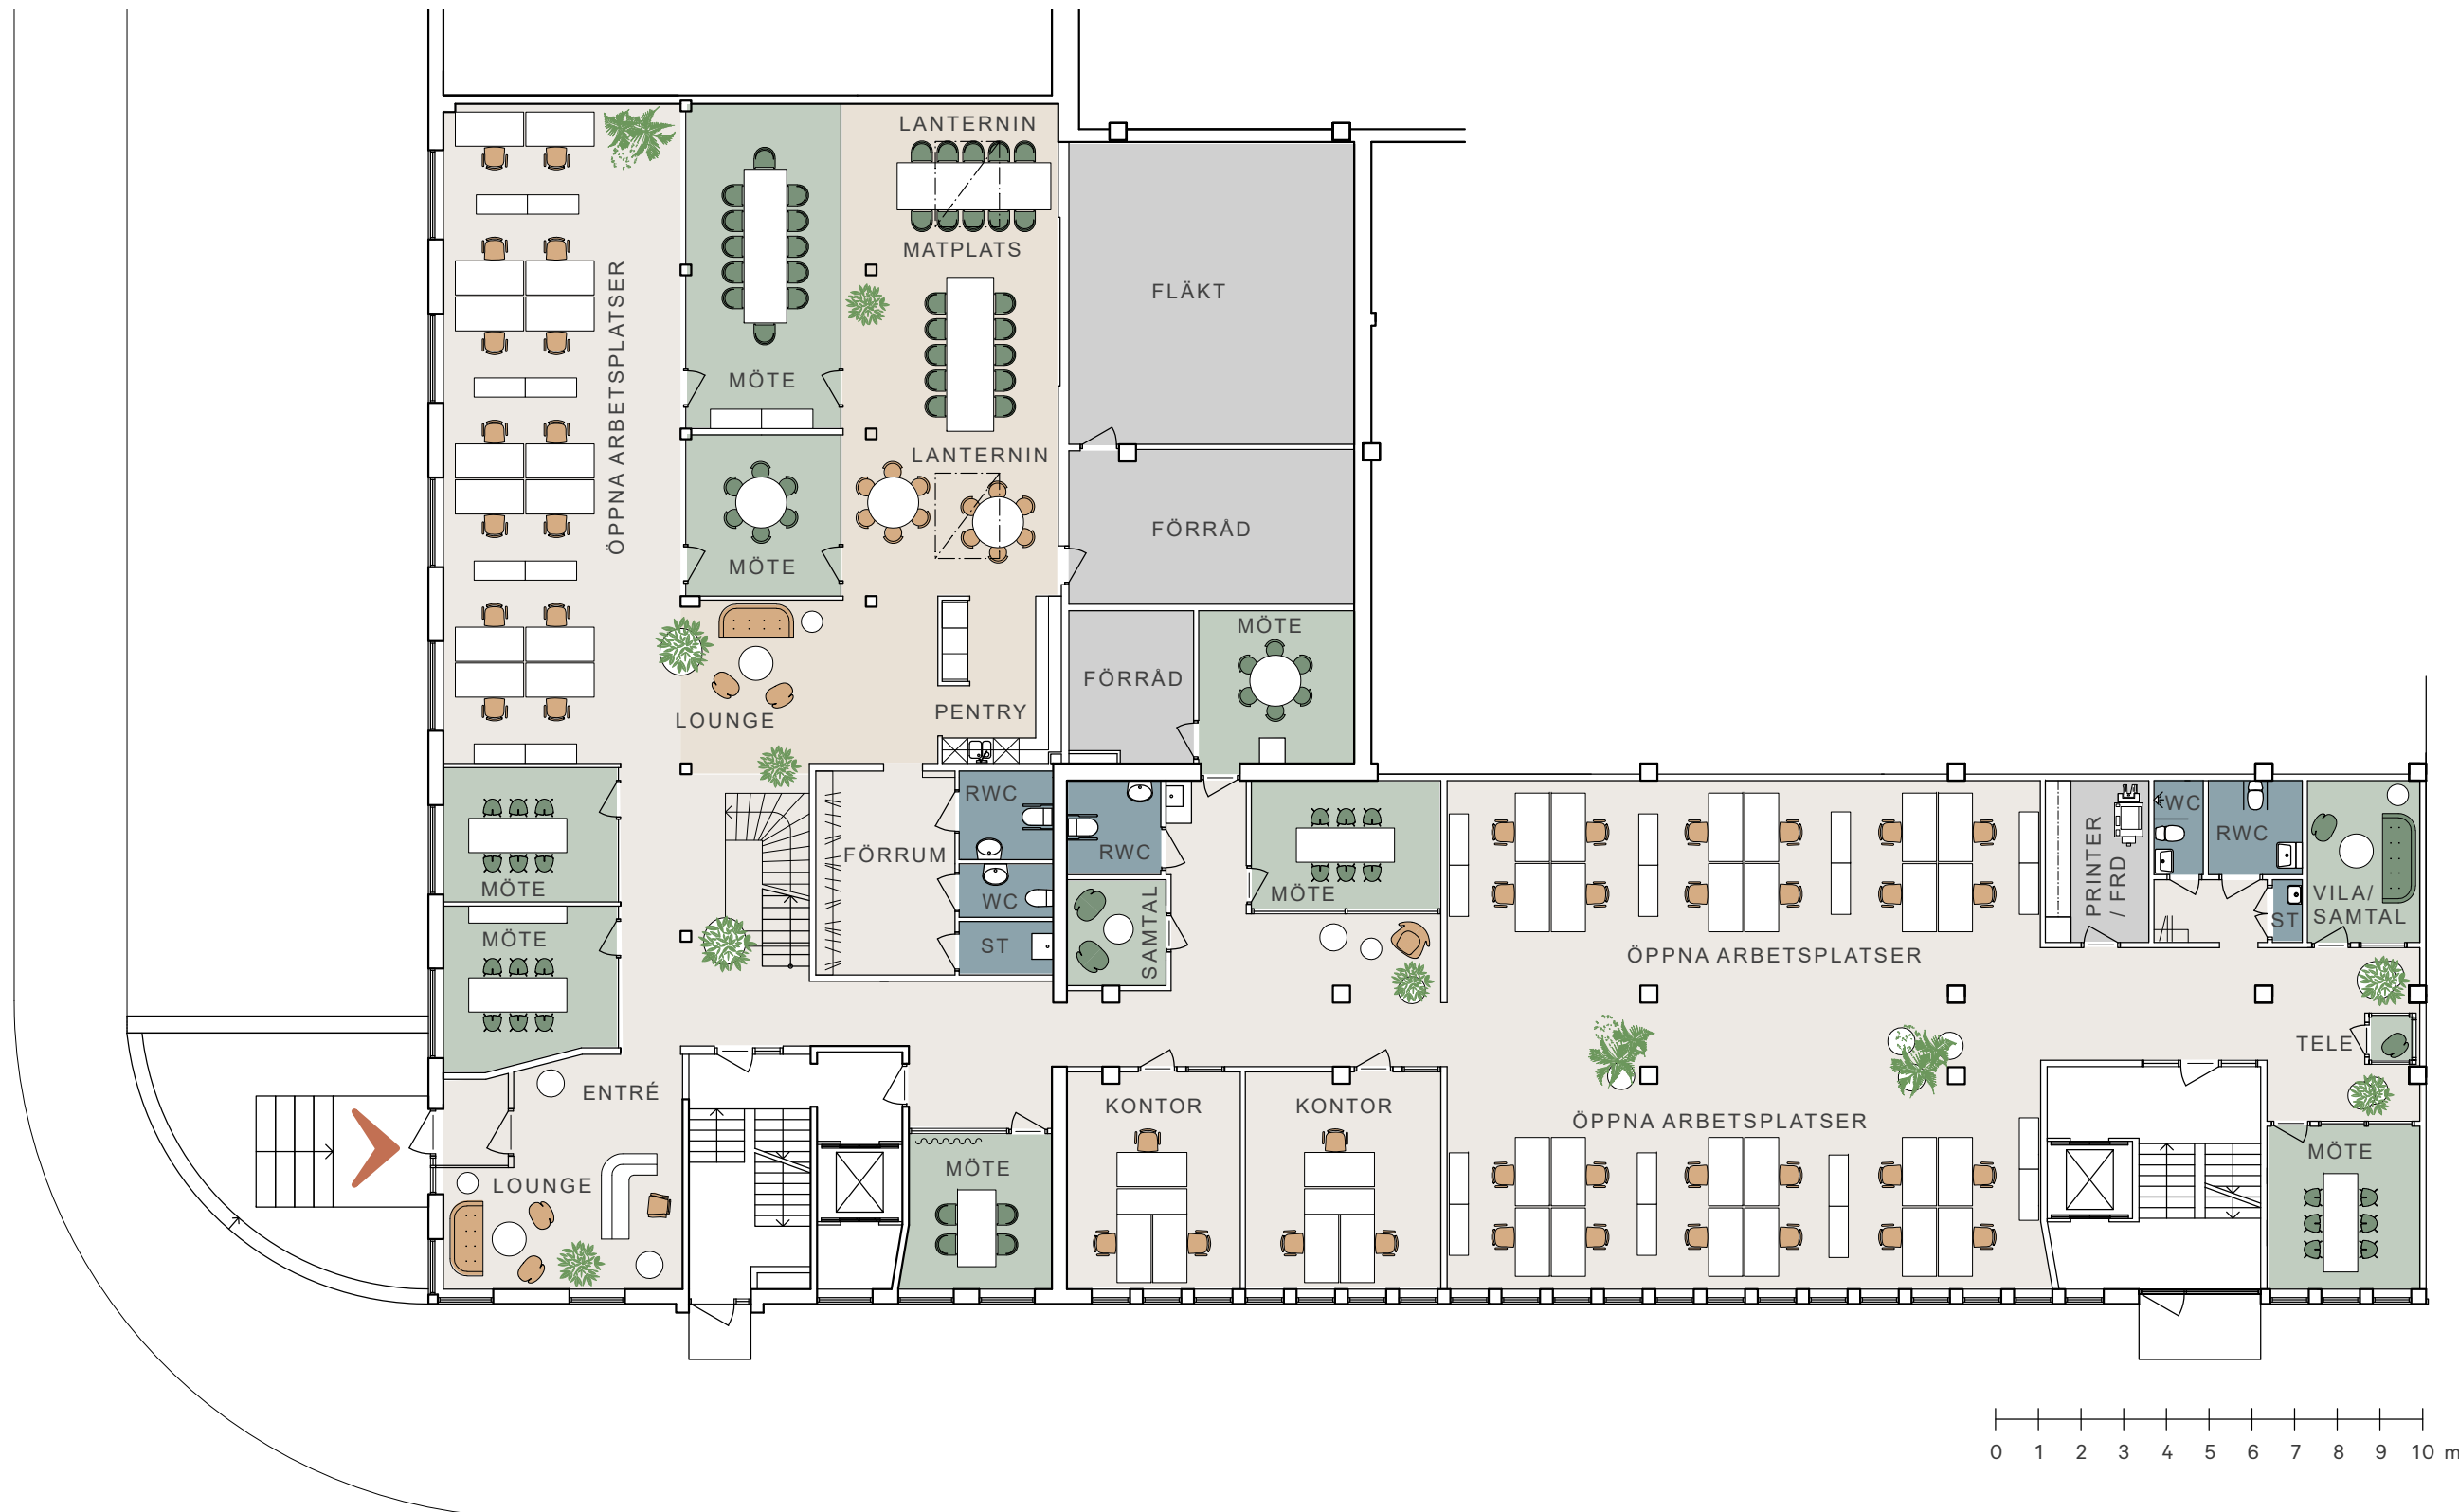 LANTERNIN
MATPLATS
ÖPPNA ARBETSPLATSER
MÖTE
FLÄKT
LANTERNIN
MÖTE
FÖRRÅD
LOUNGE
PENTRY
FÖRRÅD
MÖTE
MÖTE
MÖTE
FÖRRUM
RWC
WC
ST
RWC
SAMTAL
MÖTE
ÖPPNA ARBETSPLATSER
PRINTER
/ FRD
WC
RWC
ST
VILA/
SAMTAL
TELE
ENTRÉ
LOUNGE
MÖTE
KONTOR
KONTOR
ÖPPNA ARBETSPLATSER
MÖTE
0 1 2 3 4 5 6 7 8 9 10 m